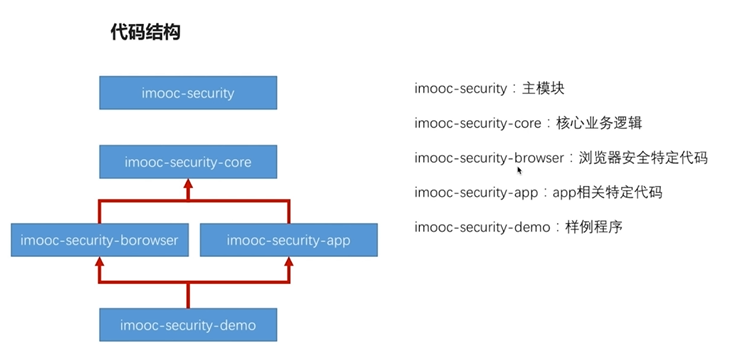 代码结构
imooc-security
imooc-security-core
imooc-security-borowser
imooc-security-app
imooc-security-demo
imooc-security：主模块
imooc-security-core：核心业务逻辑
imooc-security-browser：浏览器安全特定代码
imooc-security-app：app相关特定代码
imooc-security-demo：样例程序